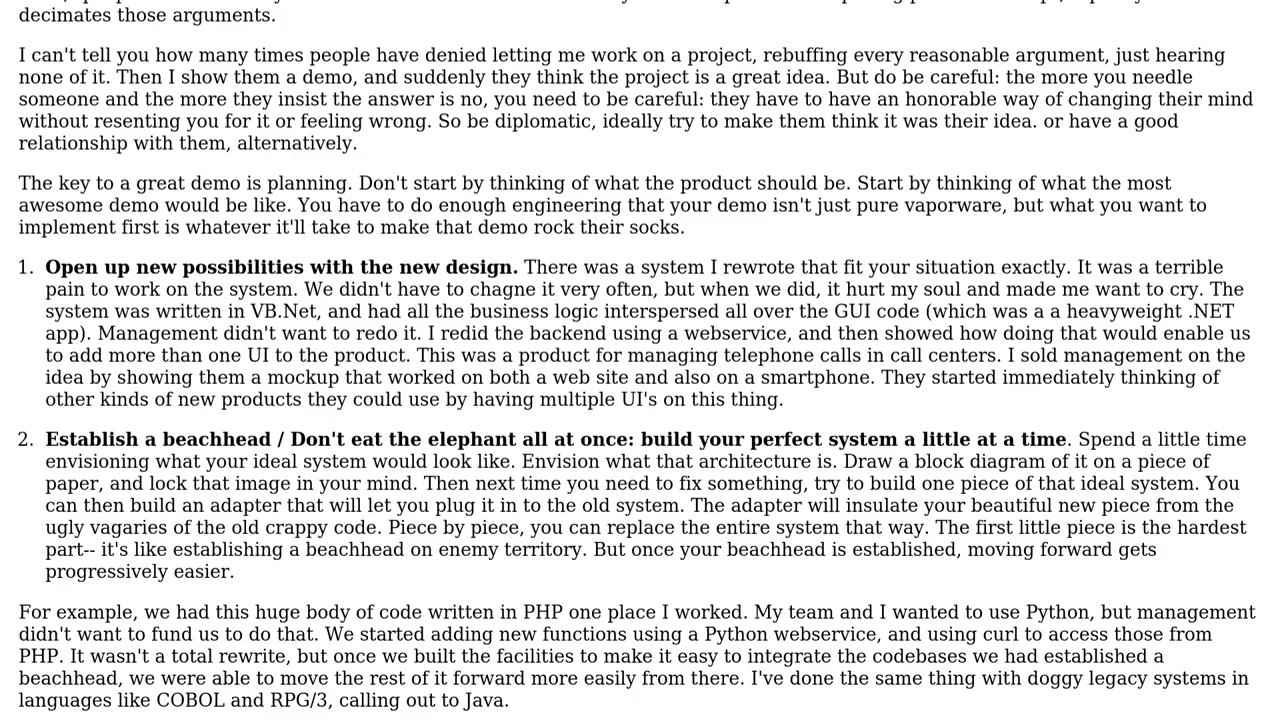 decimates those arguments.
I can't tell you how many times people have denied letting me work on a project, rebuffing every reasonable argument, just hearing
none of it. Then I show them a demo, and suddenly they think the project is a great idea. But do be careful: the more you needle
someone and the more they insist the answer is no, you need to be careful: they have to have an honorable way of changing their mind
without resenting you for it or feeling wrong. So be diplomatic, ideally try to make them think it was their idea. or have a good
relationship with them, alternatively.
The key to a great demo is planning. Don't start by thinking of what the product should be. Start by thinking of what the most
awesome demo would be like. You have to do enough engineering that your demo isn't just pure vaporware, but what you want to
implement first is whatever it'll take to make that demo rock their socks.
1. Open up new possibilities with the new design. There was a system I rewrote that fit your situation exactly. It was a terrible
pain to work on the system. We didn't have to chagne it very often, but when we did, it hurt my soul and made me want to cry. The
system was written in VB.Net, and had all the business logic interspersed all over the GUI code (which was a a heavyweight .NET
app). Management didn't want to redo it. I redid the backend using a webservice, and then showed how doing that would enable us
to add more than one UI to the product. This was a product for managing telephone calls in call centers. I sold management on the
idea by showing them a mockup that worked on both a web site and also on a smartphone. They started immediately thinking of
other kinds of new products they could use by having multiple UI's on this thing.
2. Establish a beachhead / Don't eat the elephant all at once: build your perfect system a little at a time. Spend a little time
envisioning what your ideal system would look like. Envision what that architecture is. Draw a block diagram of it on a piece of
paper, and lock that image in your mind. Then next time you need to fix something, try to build one piece of that ideal system. You
can then build an adapter that will let you plug it in to the old system. The adapter will insulate your beautiful new piece from the
ugly vagaries of the old crappy code. Piece by piece, you can replace the entire system that way. The first little piece is the hardest
part-- it's like establishing a beachhead on enemy territory. But once your beachhead is established, moving forward gets
progressively easier.
For example, we had this huge body of code written in PHP one place I worked. My team and I wanted to use Python, but management
didn't want to fund us to do that. We started adding new functions using a Python webservice, and using curl to access those from
PHP. It wasn't a total rewrite, but once we built the facilities to make it easy to integrate the codebases we had established a
beachhead, we were able to move the rest of it forward more easily from there. I've done the same thing with doggy legacy systems in
languages like COBOL and RPG/3, calling out to Java.